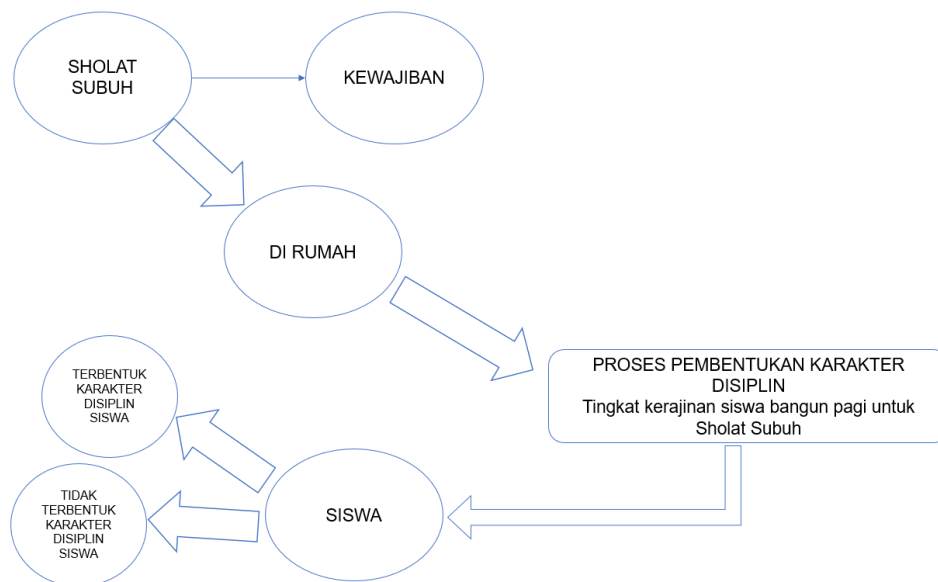 SHOLAT
SUBUH
KEWAJIBAN
DI RUMAH
PROSES PEMBENTUKAN KARAKTER
DISIPLIN
Tingkat kerajinan siswa bangun pagi untuk
Sholat Subuh
TERBENTUK
KARAKTER
DISIPLIN
SISWA
TIDAK
TERBENTUK
KARAKTER
DISIPLIN
SISWA
SISWA